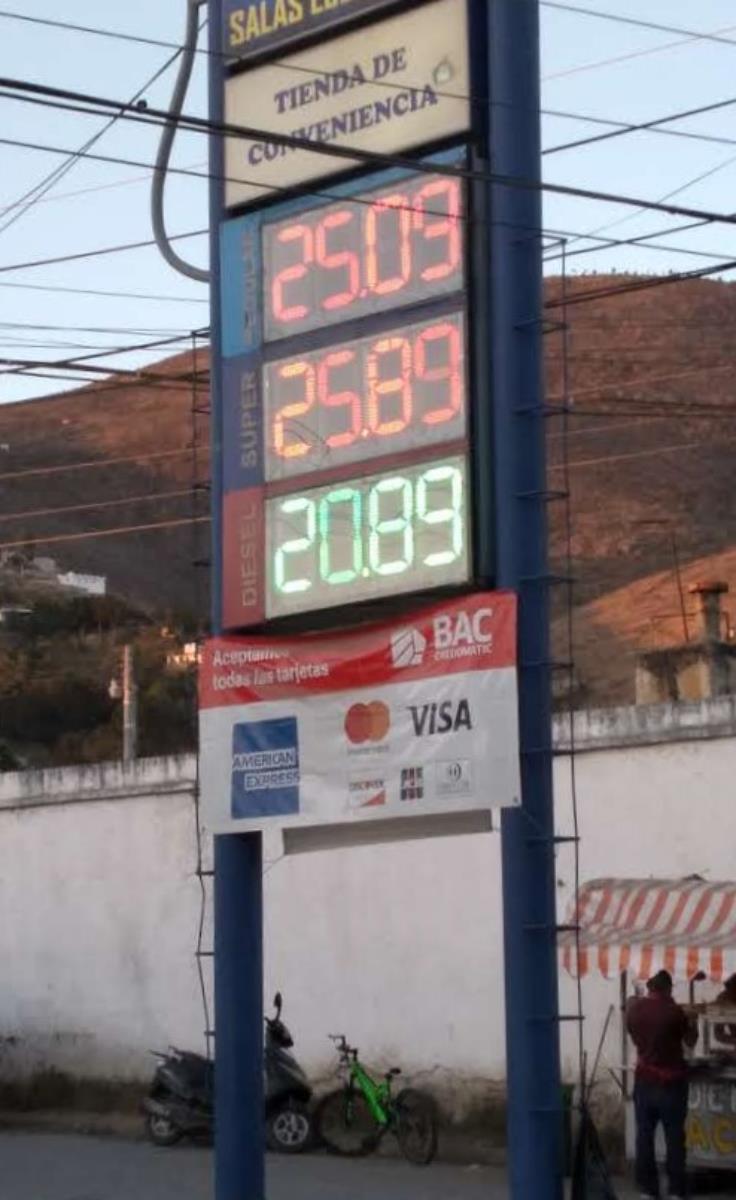 SALAS
TIENDA DE
CONVENIENCIA
25.09
SUPER
25.89
DIESEL
20.89
Aceptamos
todas las tarjetas
BAC
CREDOMATIC
AMERICAN
EXPRESS
VISA
DISCOVER